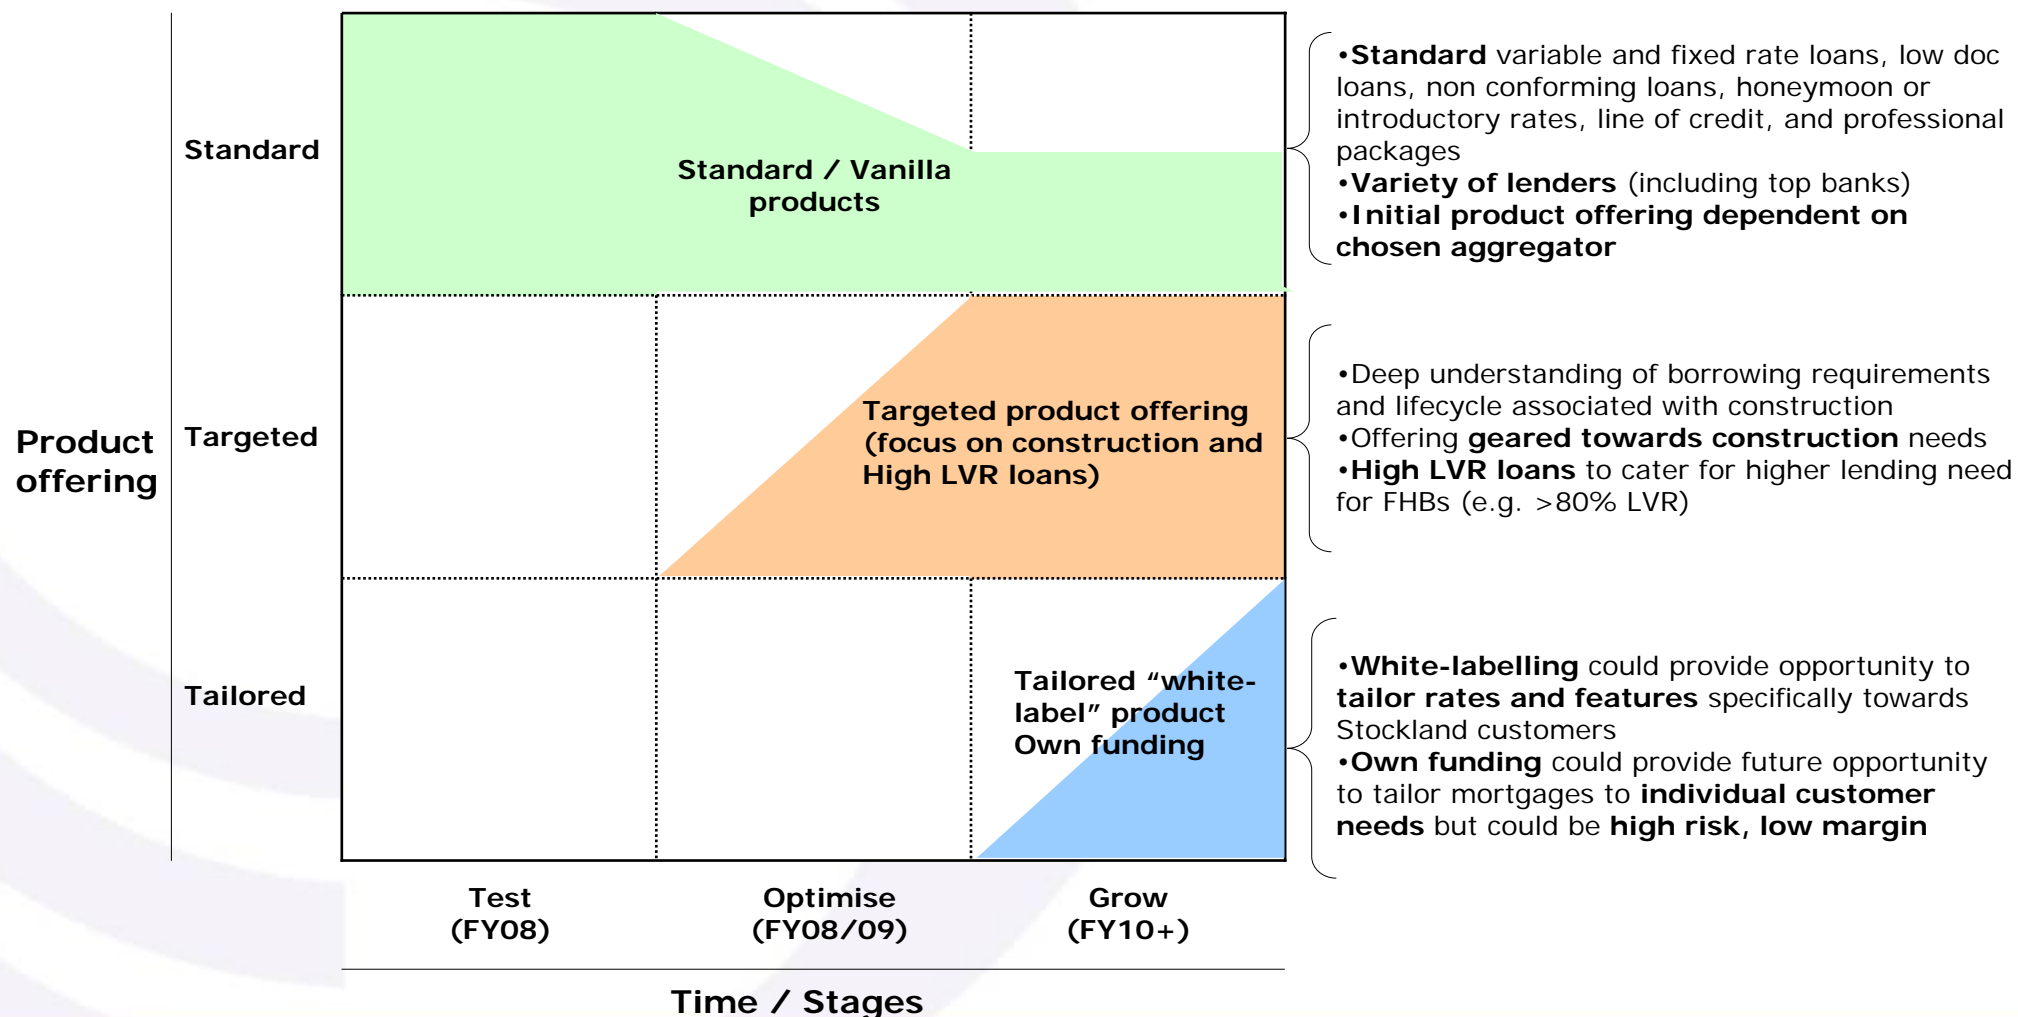 Product
offering
Standard
Targeted
Tailored
Standard / Vanilla
products
Targeted product offering
(focus on construction and
High LVR loans)
Tailored “white-
label” product
Own funding
•Standard variable and fixed rate loans, low doc
loans, non conforming loans, honeymoon or
introductory rates, line of credit, and professional
packages
•Variety of lenders (including top banks)
•Initial product offering dependent on
chosen aggregator
•Deep understanding of borrowing requirements
and lifecycle associated with construction
•Offering geared towards construction needs
•High LVR loans to cater for higher lending need
for FHBs (e.g. >80% LVR)
•White-labelling could provide opportunity to
tailor rates and features specifically towards
Stockland customers
•Own funding could provide future opportunity
to tailor mortgages to individual customer
needs but could be high risk, low margin
Test
(FY08)
Optimise
(FY08/09)
Grow
(FY10+)
Time / Stages